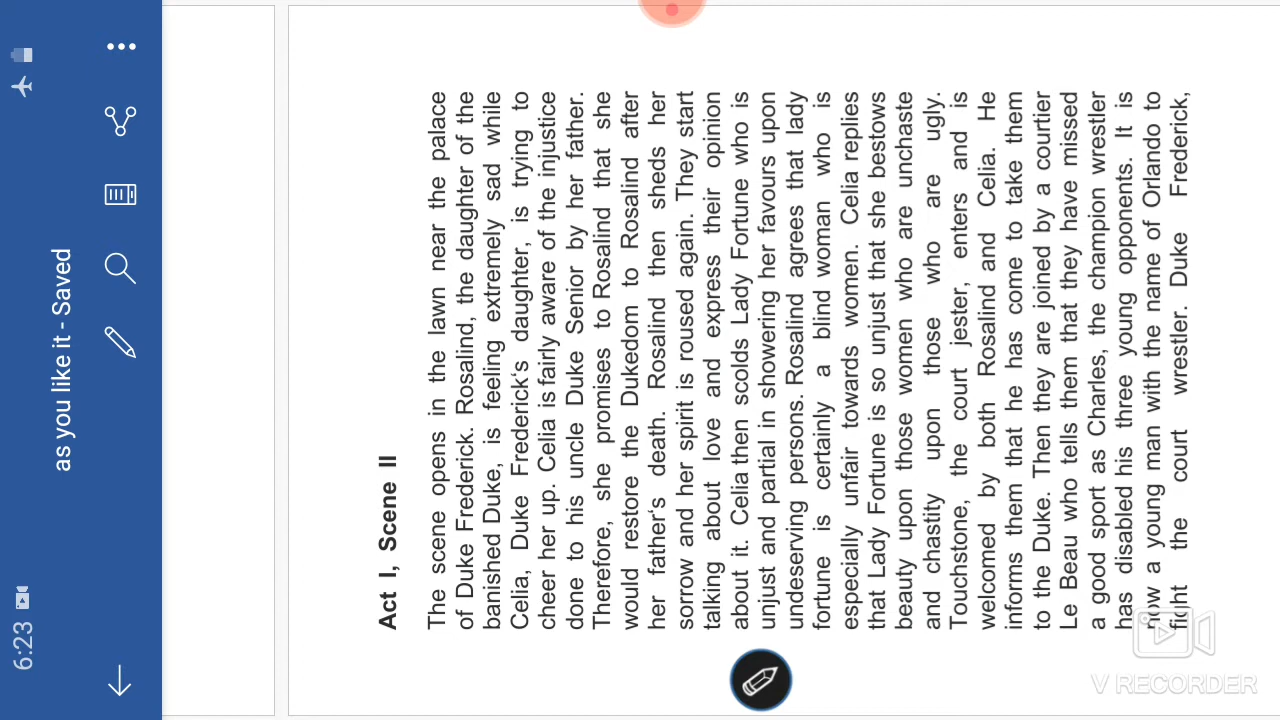 6:23
as you like it - Saved
Act I, Scene II
The scene opens in the lawn near the palace
of Duke Frederick. Rosalind, the daughter of the
banished Duke, is feeling extremely sad while
Celia, Duke Frederick's daughter, is trying to
cheer her up. Celia is fairly aware of the injustice
done to his uncle Duke Senior by her father.
Therefore, she promises to Rosalind that she
would restore the Dukedom to Rosalind after
her father's death. Rosalind then sheds her
sorrow and her spirit is roused again. They start
talking about love and express their opinion
about it. Celia then scolds Lady Fortune who is
unjust and partial in showering her favours upon
undeserving persons. Rosalind agrees that lady
fortune is certainly a blind woman who is
especially unfair towards women. Celia replies
that Lady Fortune is so unjust that she bestows
beauty upon those women who are unchaste
and chastity upon those who are ugly.
Touchstone, the court jester, enters and is
welcomed by both Rosalind and Celia. He
informs them that he has come to take them
to the Duke. Then they are joined by a courtier
Le Beau who tells them that they have missed
a good sport as Charles, the champion wrestler
has disabled his three young opponents. It is
now a young man with the name of Orlando to
fight the court wrestler. Duke Frederick,
V RECORDER